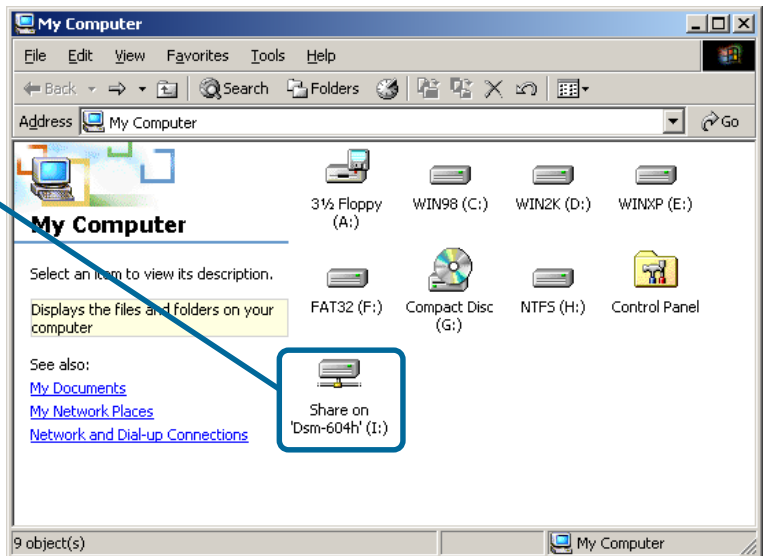 My Computer
File Edit View Favorites Tools Help
Back Search Folders
Address My Computer Go
My Computer
Select an item to view its description.
Displays the files and folders on your
computer
See also:
My Documents
My Network Places
Network and Dial-up Connections
3½ Floppy
(A:)
WIN98 (C:)
WIN2K (D:)
WINXP (E:)
FAT32 (F:)
Compact Disc
(G:)
NTFS (H:)
Control Panel
Share on
'Dsm-604h' (I:)
9 object(s) My Computer